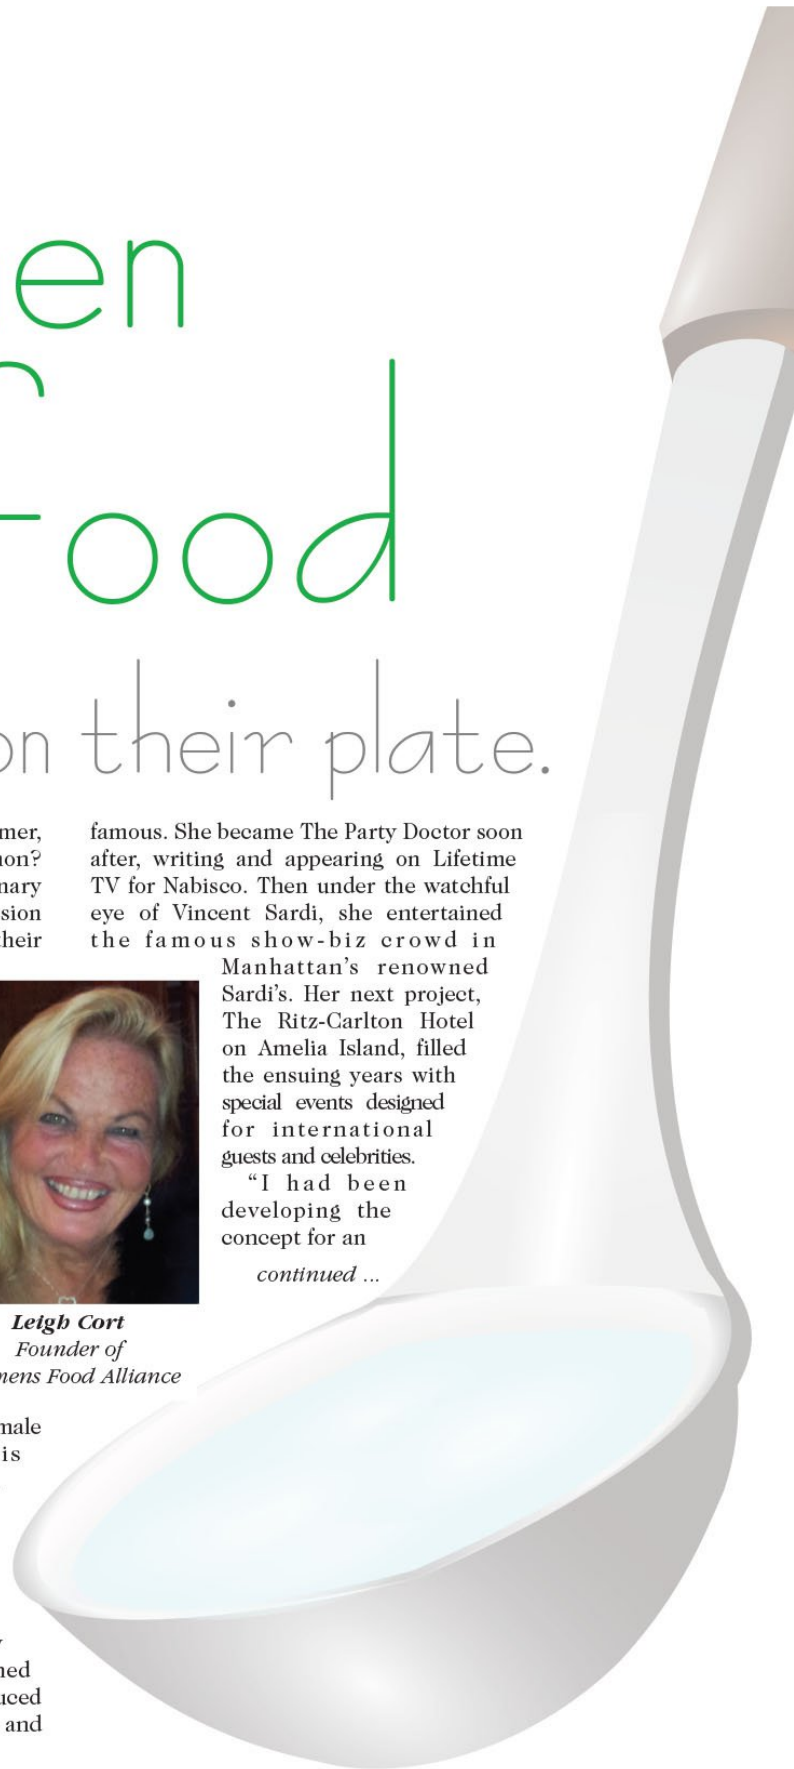 en
ood
on their plate.
mer,
on?
nary
sion
their
Leigh Cort
Founder of
mens Food Alliance
male
is
ned
uced
and
famous. She became The Party Doctor soon
after, writing and appearing on Lifetime
TV for Nabisco. Then under the watchful
eye of Vincent Sardi, she entertained
the famous show-biz crowd in
Manhattan's renowned
Sardi's. Her next project,
The Ritz-Carlton Hotel
on Amelia Island, filled
the ensuing years with
special events designed
for international
guests and celebrities.
"I had been
developing the
concept for an
continued ...